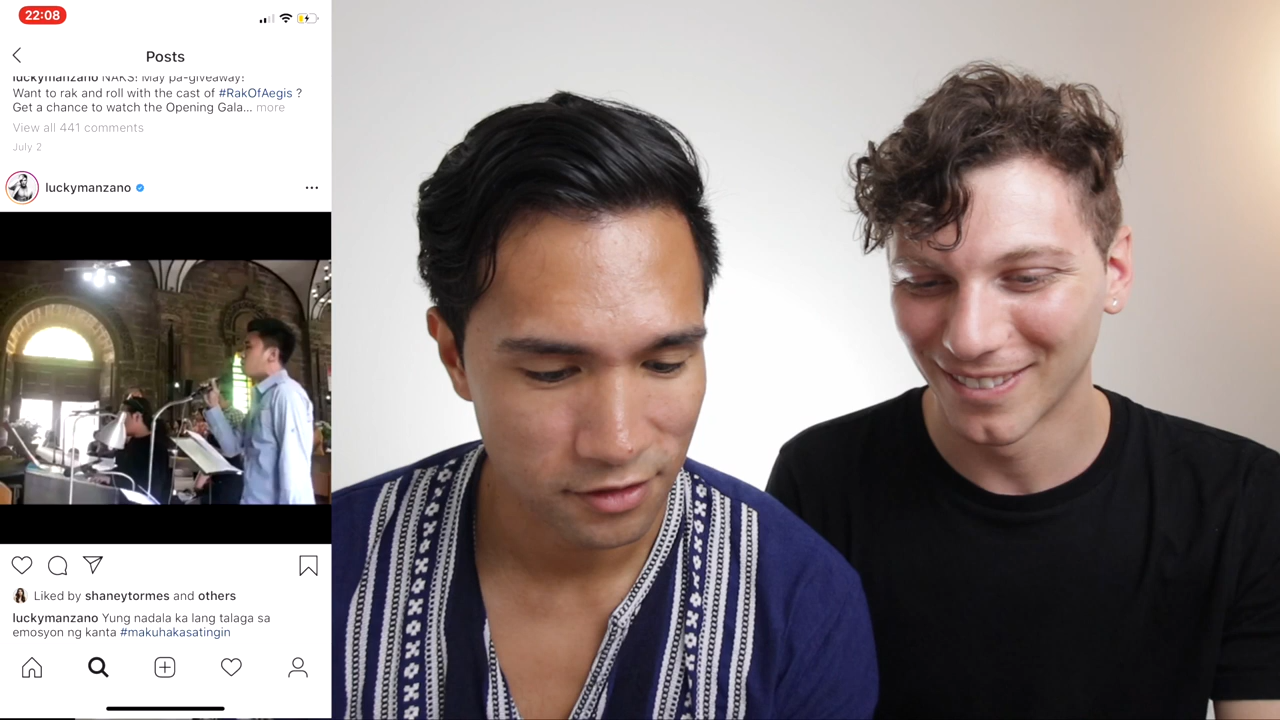 22:08
Posts
luckymanzano NAKS! May pa-giveaway!
Want to rak and roll with the cast of #RakOfAegis ?
Get a chance to watch the Opening Gala... more
View all 441 comments
July 2
luckymanzano
Liked by shaneytormes and others
luckymanzano Yung nadala ka lang talaga sa
emosyon ng kanta #makuhakasatingin